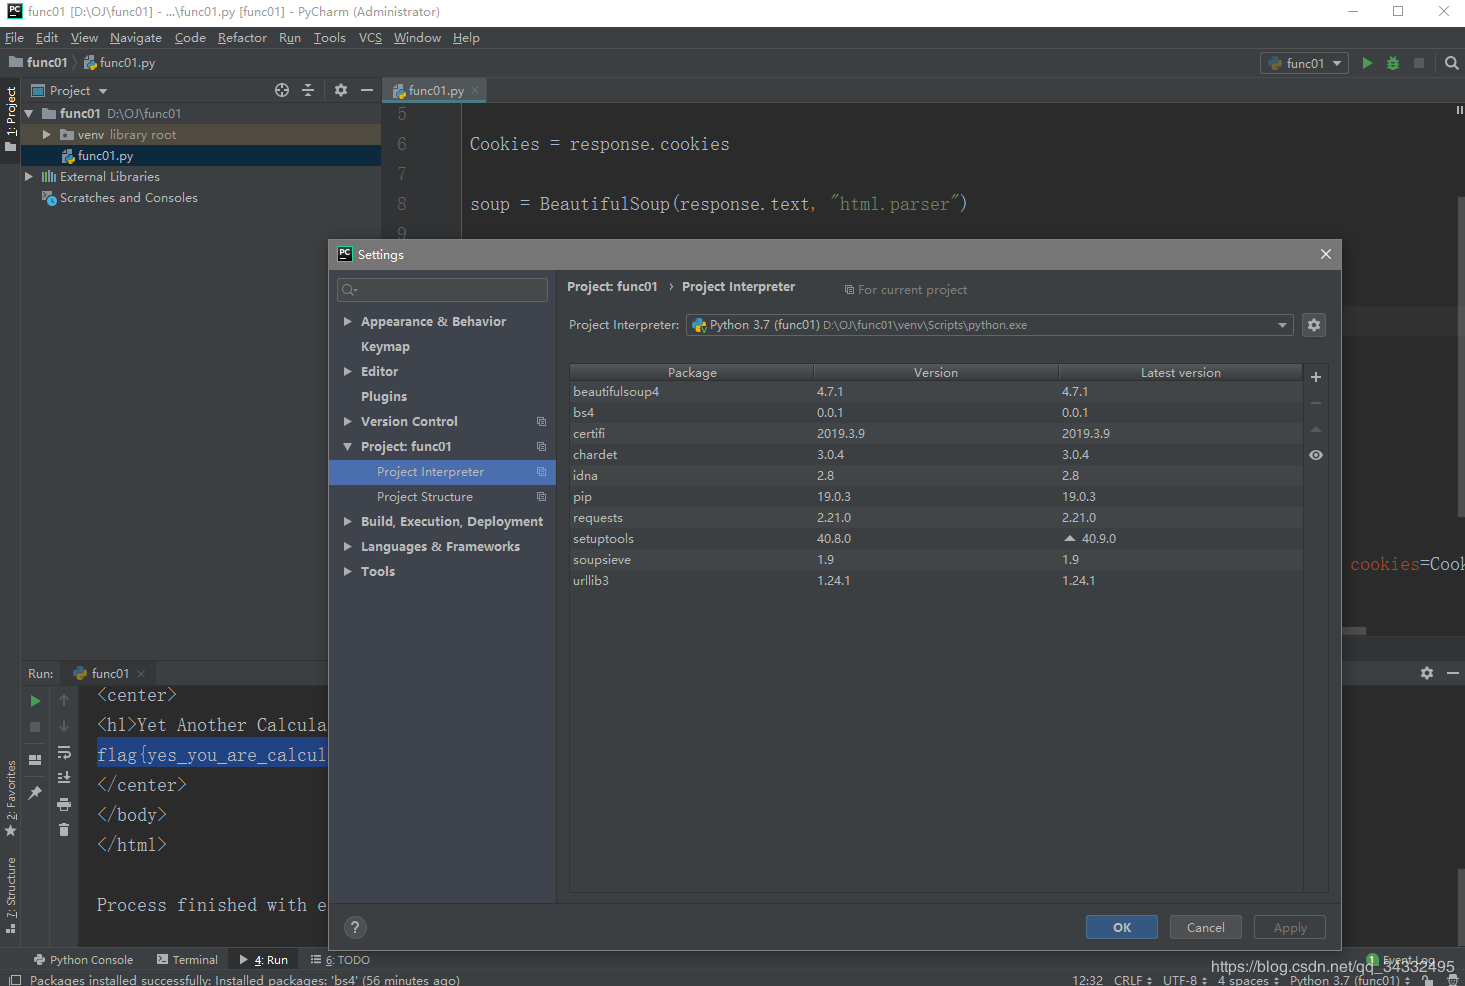 func01 [D:\OJ\func01] - ...\func01.py [func01] - PyCharm (Administrator)
File Edit View Navigate Code Refactor Run Tools VCS Window Help
func01 func01.py
func01
1: Project
Project
func01.py
func01 D:\OJ\func01
venv library root
func01.py
External Libraries
Scratches and Consoles
5
6 Cookies = response.cookies
7
8 soup = BeautifulSoup(response.text, "html.parser")
9
cookies=Cook
Settings
Appearance & Behavior
Keymap
Editor
Plugins
Version Control
Project: func01
Project Interpreter
Project Structure
Build, Execution, Deployment
Languages & Frameworks
Tools
Project: func01 › Project Interpreter
For current project
Project Interpreter: Python 3.7 (func01) D:\OJ\func01\venv\Scripts\python.exe
Package Version Latest version
beautifulsoup4 4.7.1 4.7.1
bs4 0.0.1 0.0.1
certifi 2019.3.9 2019.3.9
chardet 3.0.4 3.0.4
idna 2.8 2.8
pip 19.0.3 19.0.3
requests 2.21.0 2.21.0
setuptools 40.8.0 40.9.0
soupsieve 1.9 1.9
urllib3 1.24.1 1.24.1
? OK Cancel Apply
Run: func01
<center>
<h1>Yet Another Calcula
flag{yes_you_are_calcul
</center>
</body>
</html>
Process finished with e
2: Favorites
7: Structure
Python Console Terminal 4: Run 6: TODO
1 Event Log
https://blog.csdn.net/qq_34332495
Packages installed successfully: Installed packages: 'bs4' (56 minutes ago)
12:32 CRLF UTF-8 4 spaces Python 3.7 (func01)